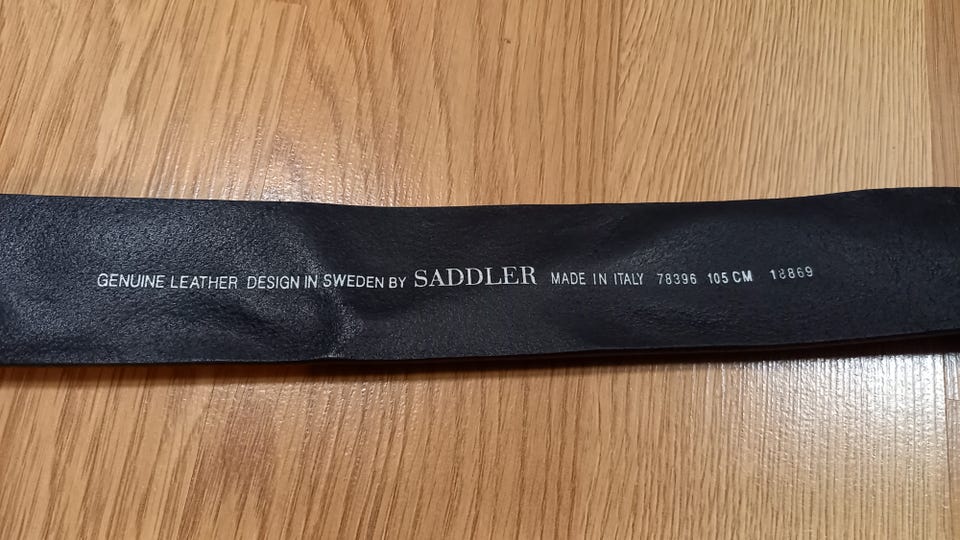 GENUINE LEATHER DESIGN IN SWEDEN BY SADDLER MADE IN ITALY 78396 105 CM 18869